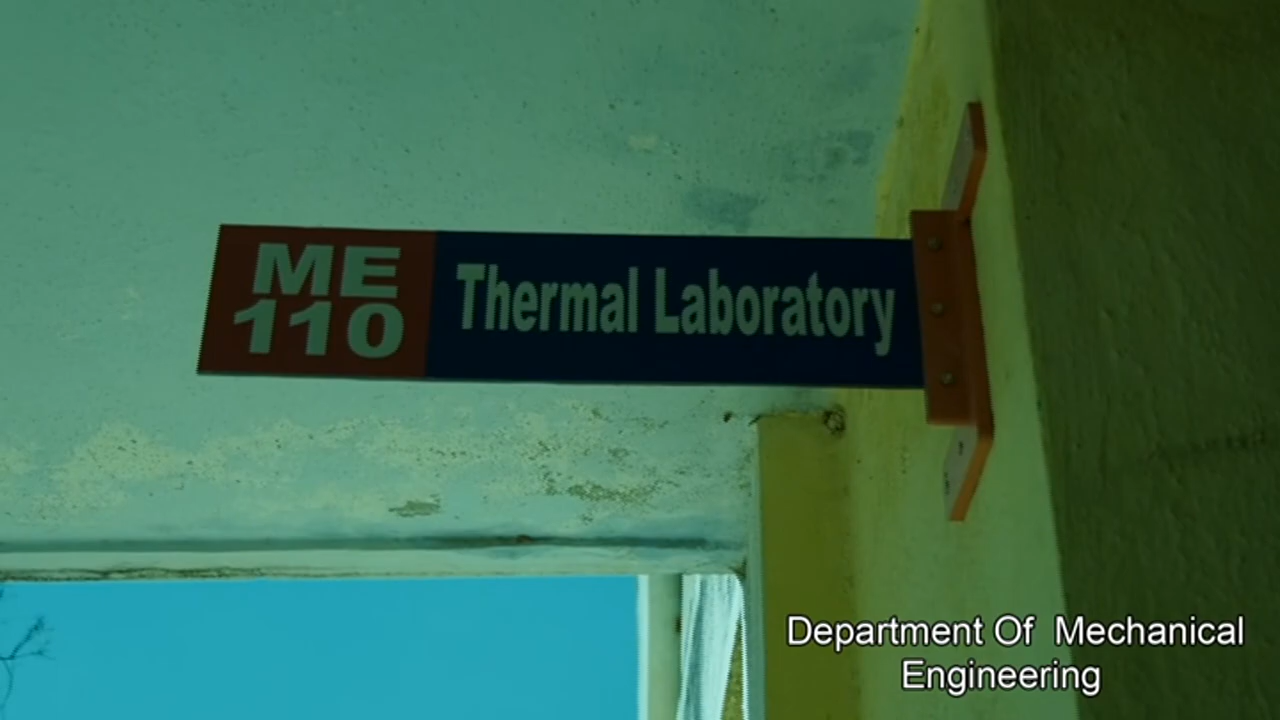 ME
110
Thermal Laboratory
Department Of Mechanical
Engineering